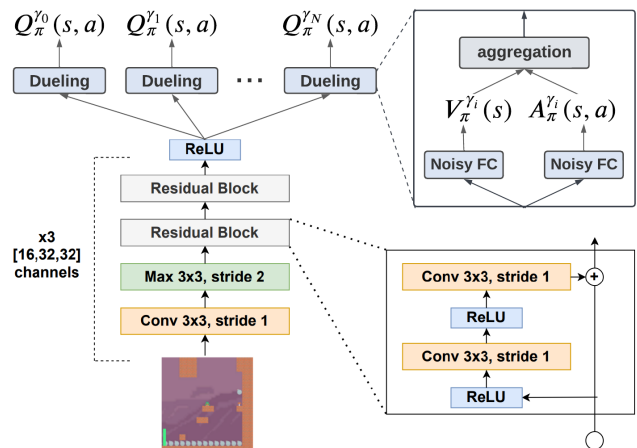 Q_π^{γ_0}(s, a) Q_π^{γ_1}(s, a) Q_π^{γ_N}(s, a)
Dueling Dueling ... Dueling
ReLU
Residual Block
Residual Block
Max 3x3, stride 2
Conv 3x3, stride 1
x3
[16,32,32]
channels
aggregation
V_π^{γ_i}(s) A_π^{γ_i}(s, a)
Noisy FC Noisy FC
Conv 3x3, stride 1
+
ReLU
Conv 3x3, stride 1
ReLU